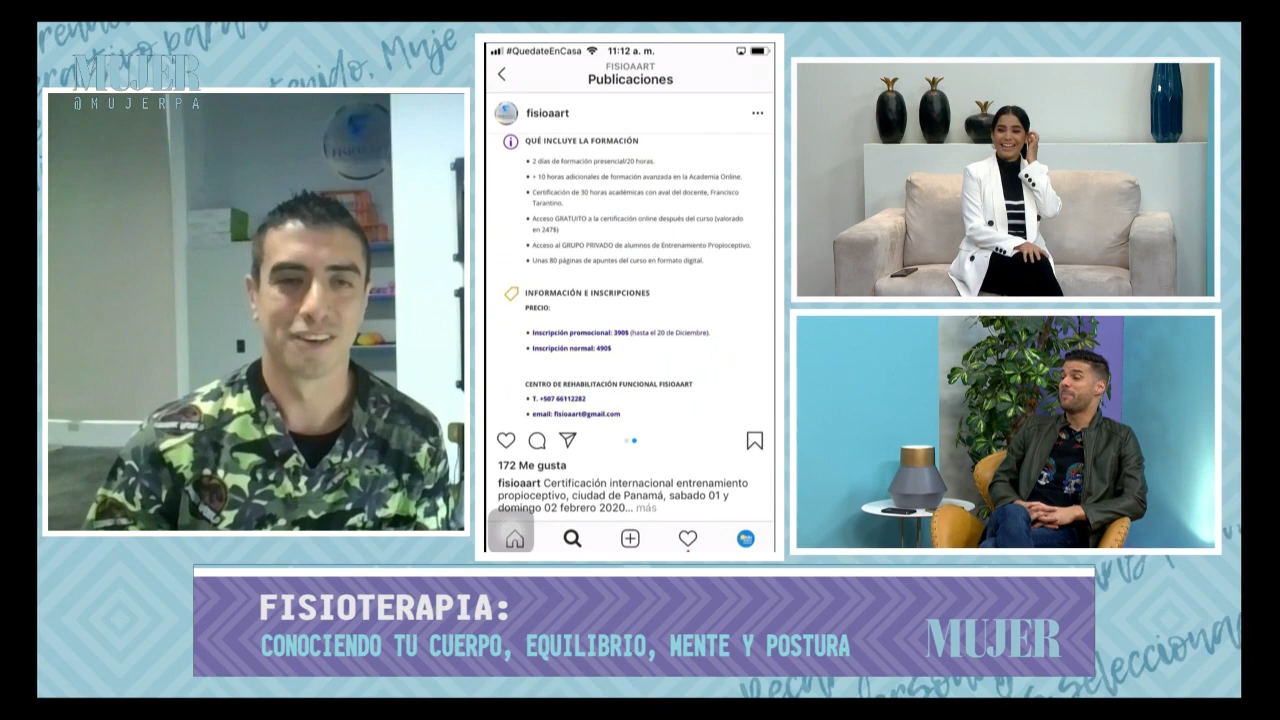 MUJER
@MUJERPA
#QuedateEnCasa 11:12 a. m.
FISIOAART
Publicaciones
fisioaart
QUÉ INCLUYE LA FORMACIÓN
• 2 días de formación presencial/20 horas.
• + 10 horas adicionales de formación avanzada en la Academia Online.
• Certificación de 30 horas académicas con aval del docente, Francisco
Tarantino.
• Acceso GRATUITO a la certificación online después del curso (valorado
en 247$)
• Acceso al GRUPO PRIVADO de alumnos de Entrenamiento Propioceptivo.
• Unas 80 páginas de apuntes del curso en formato digital.
INFORMACIÓN E INSCRIPCIONES
PRECIO:
• Inscripción promocional: 390$ (hasta el 20 de Diciembre).
• Inscripción normal: 490$
CENTRO DE REHABILITACIÓN FUNCIONAL FISIOAART
• T. +507 66112282
• email: fisioaart@gmail.com
172 Me gusta
fisioaart Certificación internacional entrenamiento
propioceptivo, ciudad de Panamá, sabado 01 y
domingo 02 febrero 2020... más
FISIOTERAPIA:
CONOCIENDO TU CUERPO, EQUILIBRIO, MENTE Y POSTURA
MUJER